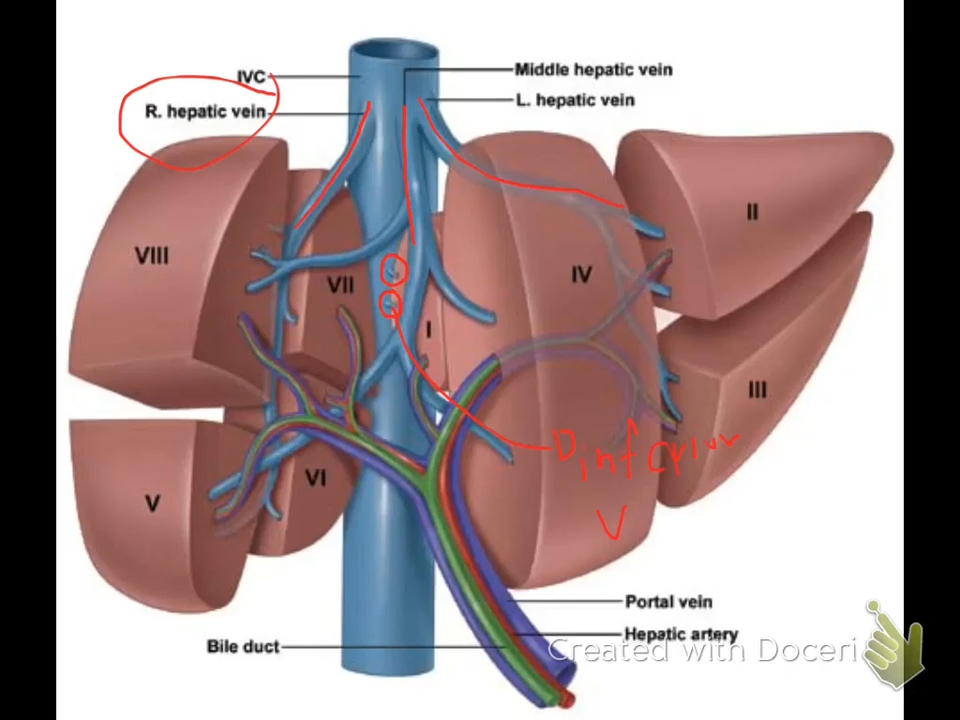 IVC
Middle hepatic vein
R. hepatic vein
L. hepatic vein
VIII
VII
I
IV
II
III
V
VI
inf
V
Portal vein
Hepatic artery
Bile duct
Created with Doceri